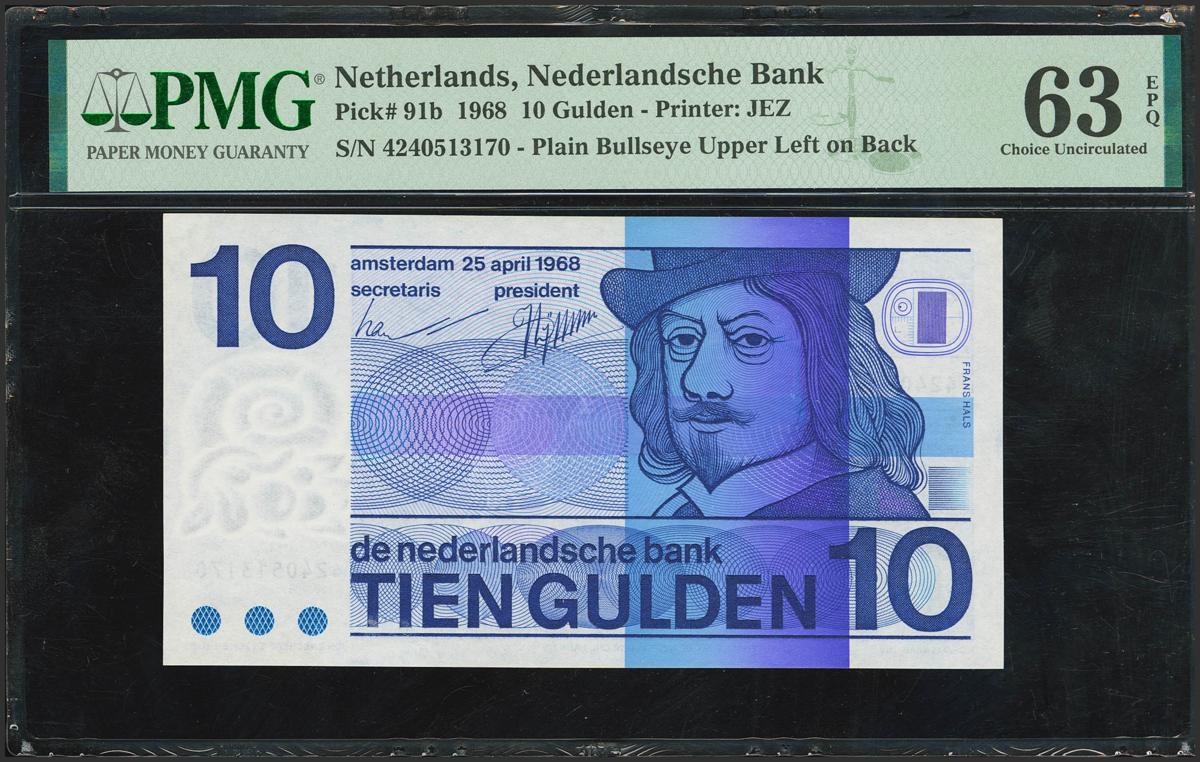 PMG®
PAPER MONEY GUARANTY
Netherlands, Nederlandsche Bank
Pick# 91b 1968 10 Gulden - Printer: JEZ
S/N 4240513170 - Plain Bullseye Upper Left on Back
63
EPQ
Choice Uncirculated
10
amsterdam 25 april 1968
secretaris president
FRANS HALS
de nederlandsche bank
TIEN GULDEN 10